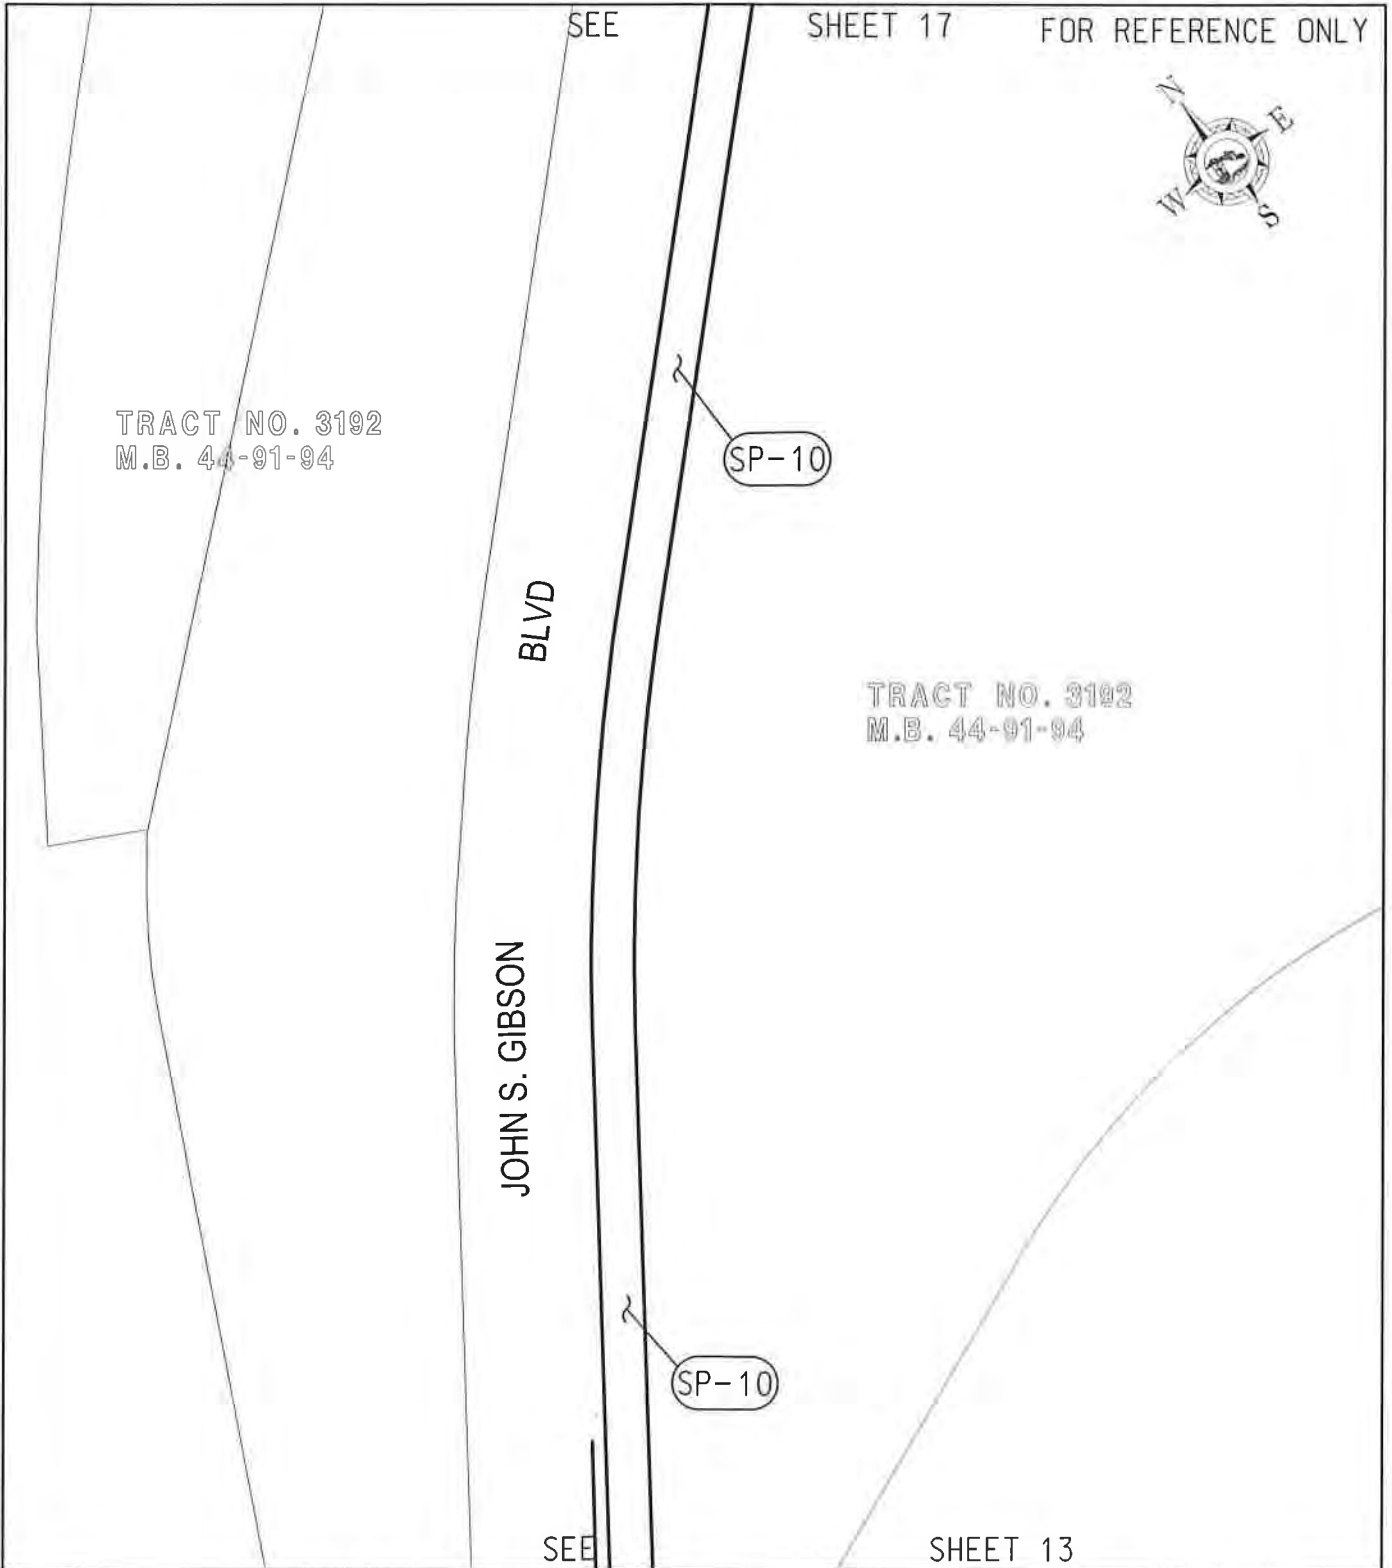 SEE SHEET 17 FOR REFERENCE ONLY
N
E
W
S
TRACT NO. 3192
M.B. 44-91-94
SP-10
BLVD
TRACT NO. 3192
M.B. 44-91-94
JOHN S. GIBSON
SP-10
SEE SHEET 13